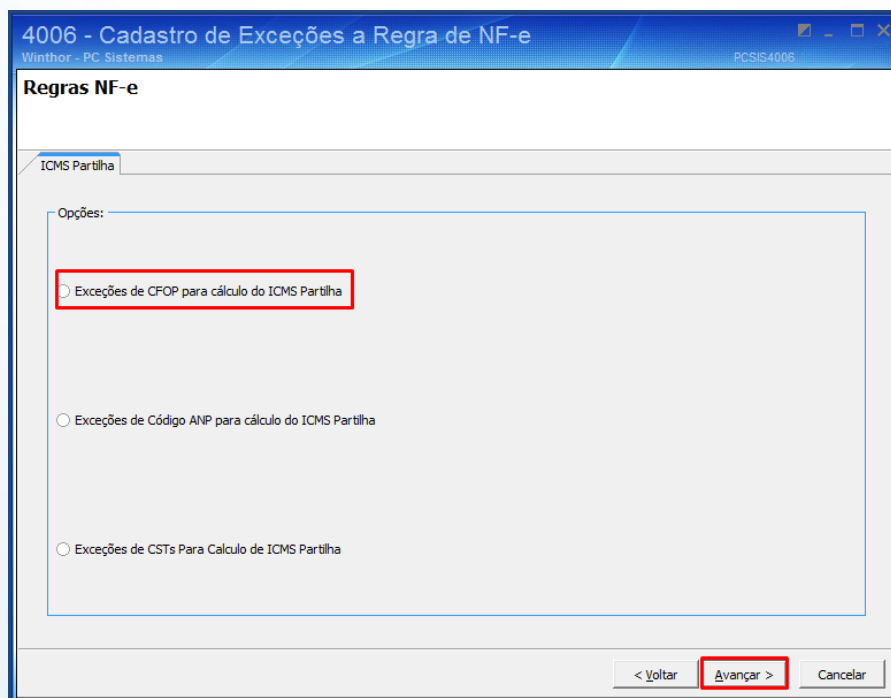 4006 - Cadastro de Exceções a Regra de NF-e
Winthor - PC Sistemas
PCSIS4006
Regras NF-e
ICMS Partilha
Opções:
Exceções de CFOP para cálculo do ICMS Partilha
Exceções de Código ANP para cálculo do ICMS Partilha
Exceções de CSTs Para Calculo de ICMS Partilha
< Voltar
Avançar >
Cancelar